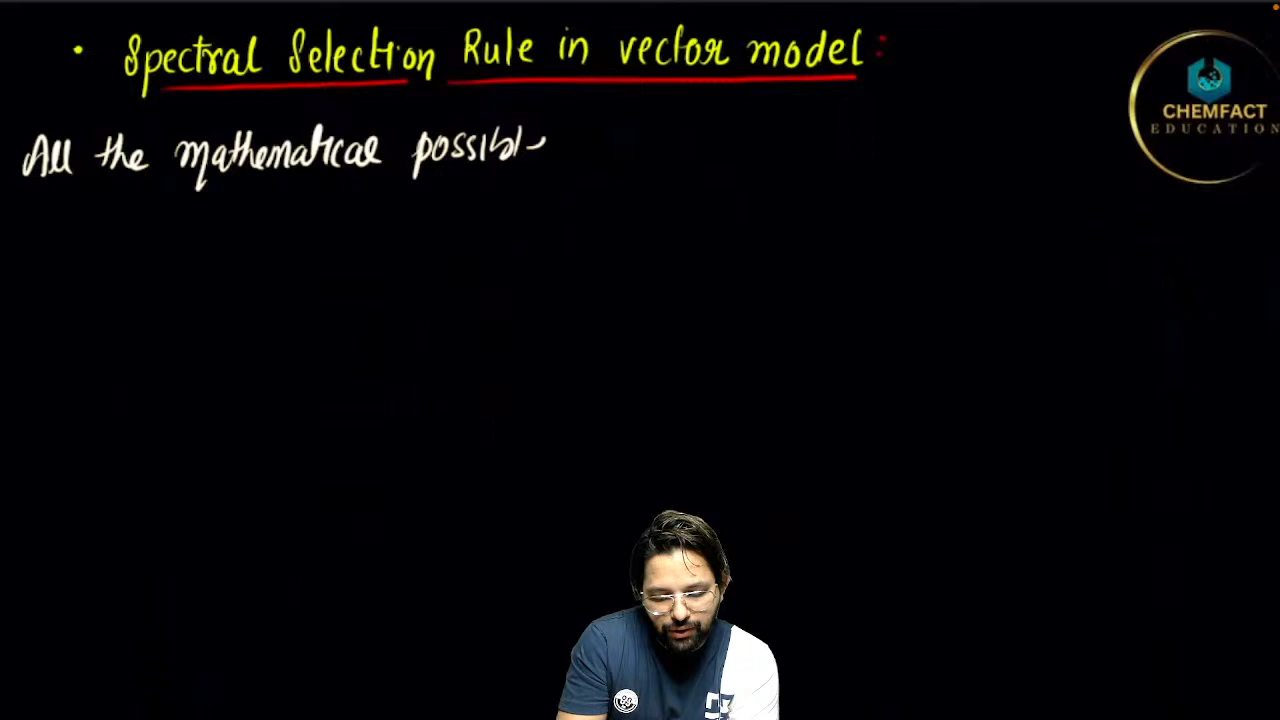 • Spectral Selection Rule in vector model :
All the mathematical possibl
CHEMFACT
EDUCATION